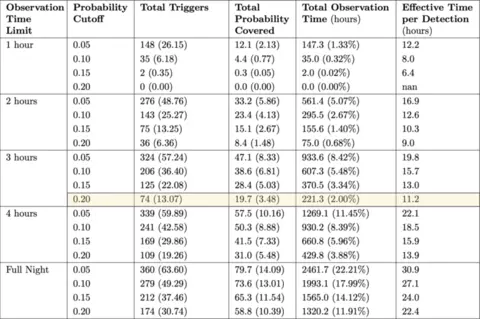 Observation Time Limit | Probability Cutoff | Total Triggers | Total Probability Covered | Total Observation Time (hours) | Effective Time per Detection (hours)
1 hour | 0.05 | 148 (26.15) | 12.1 (2.13) | 147.3 (1.33%) | 12.2
0.10 | 35 (6.18) | 4.4 (0.77) | 35.0 (0.32%) | 8.0
0.15 | 2 (0.35) | 0.3 (0.05) | 2.0 (0.02%) | 6.4
0.20 | 0 (0.00) | 0.0 (0.00) | 0.0 (0.00%) | nan
2 hours | 0.05 | 276 (48.76) | 33.2 (5.86) | 561.4 (5.07%) | 16.9
0.10 | 143 (25.27) | 23.4 (4.13) | 295.5 (2.67%) | 12.6
0.15 | 75 (13.25) | 15.1 (2.67) | 155.6 (1.40%) | 10.3
0.20 | 36 (6.36) | 8.4 (1.48) | 75.0 (0.68%) | 9.0
3 hours | 0.05 | 324 (57.24) | 47.1 (8.33) | 933.6 (8.42%) | 19.8
0.10 | 206 (36.40) | 38.6 (6.81) | 607.3 (5.48%) | 15.7
0.15 | 125 (22.08) | 28.4 (5.03) | 370.5 (3.34%) | 13.0
0.20 | 74 (13.07) | 19.7 (3.48) | 221.3 (2.00%) | 11.2
4 hours | 0.05 | 339 (59.89) | 57.5 (10.16) | 1269.1 (11.45%) | 22.1
0.10 | 241 (42.58) | 50.3 (8.88) | 930.2 (8.39%) | 18.5
0.15 | 169 (29.86) | 41.5 (7.33) | 660.8 (5.96%) | 15.9
0.20 | 109 (19.26) | 31.0 (5.48) | 429.8 (3.88%) | 13.9
Full Night | 0.05 | 360 (63.60) | 79.7 (14.09) | 2461.7 (22.21%) | 30.9
0.10 | 279 (49.29) | 73.6 (13.01) | 1993.1 (17.99%) | 27.1
0.15 | 212 (37.46) | 65.3 (11.54) | 1565.0 (14.12%) | 24.0
0.20 | 174 (30.74) | 58.8 (10.39) | 1320.2 (11.91%) | 22.4